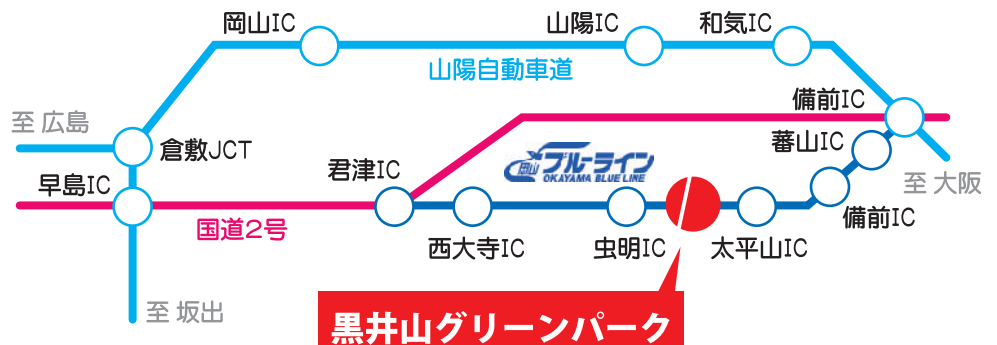 岡山IC
山陽IC
和気IC
山陽自動車道
備前IC
至 広島
倉敷JCT
蕃山IC
君津IC
岡山ブルーライン
OKAYAMA BLUE LINE
早島IC
至 大阪
備前IC
国道2号
西大寺IC
虫明IC
太平山IC
至 坂出
黒井山グリーンパーク